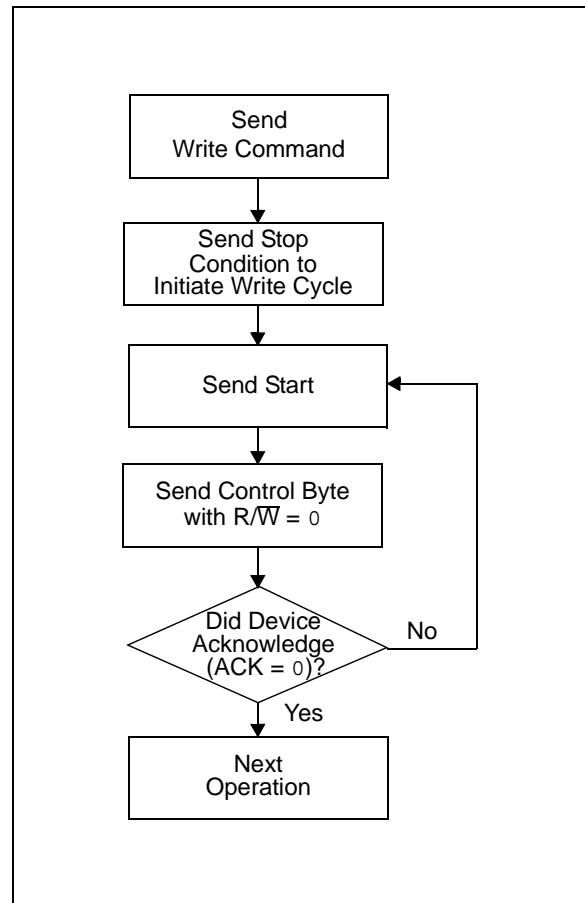 Send
Write Command
Send Stop
Condition to
Initiate Write Cycle
Send Start
Send Control Byte
with R/W̅ = 0
Did Device
Acknowledge
(ACK = 0)?
No
Yes
Next
Operation